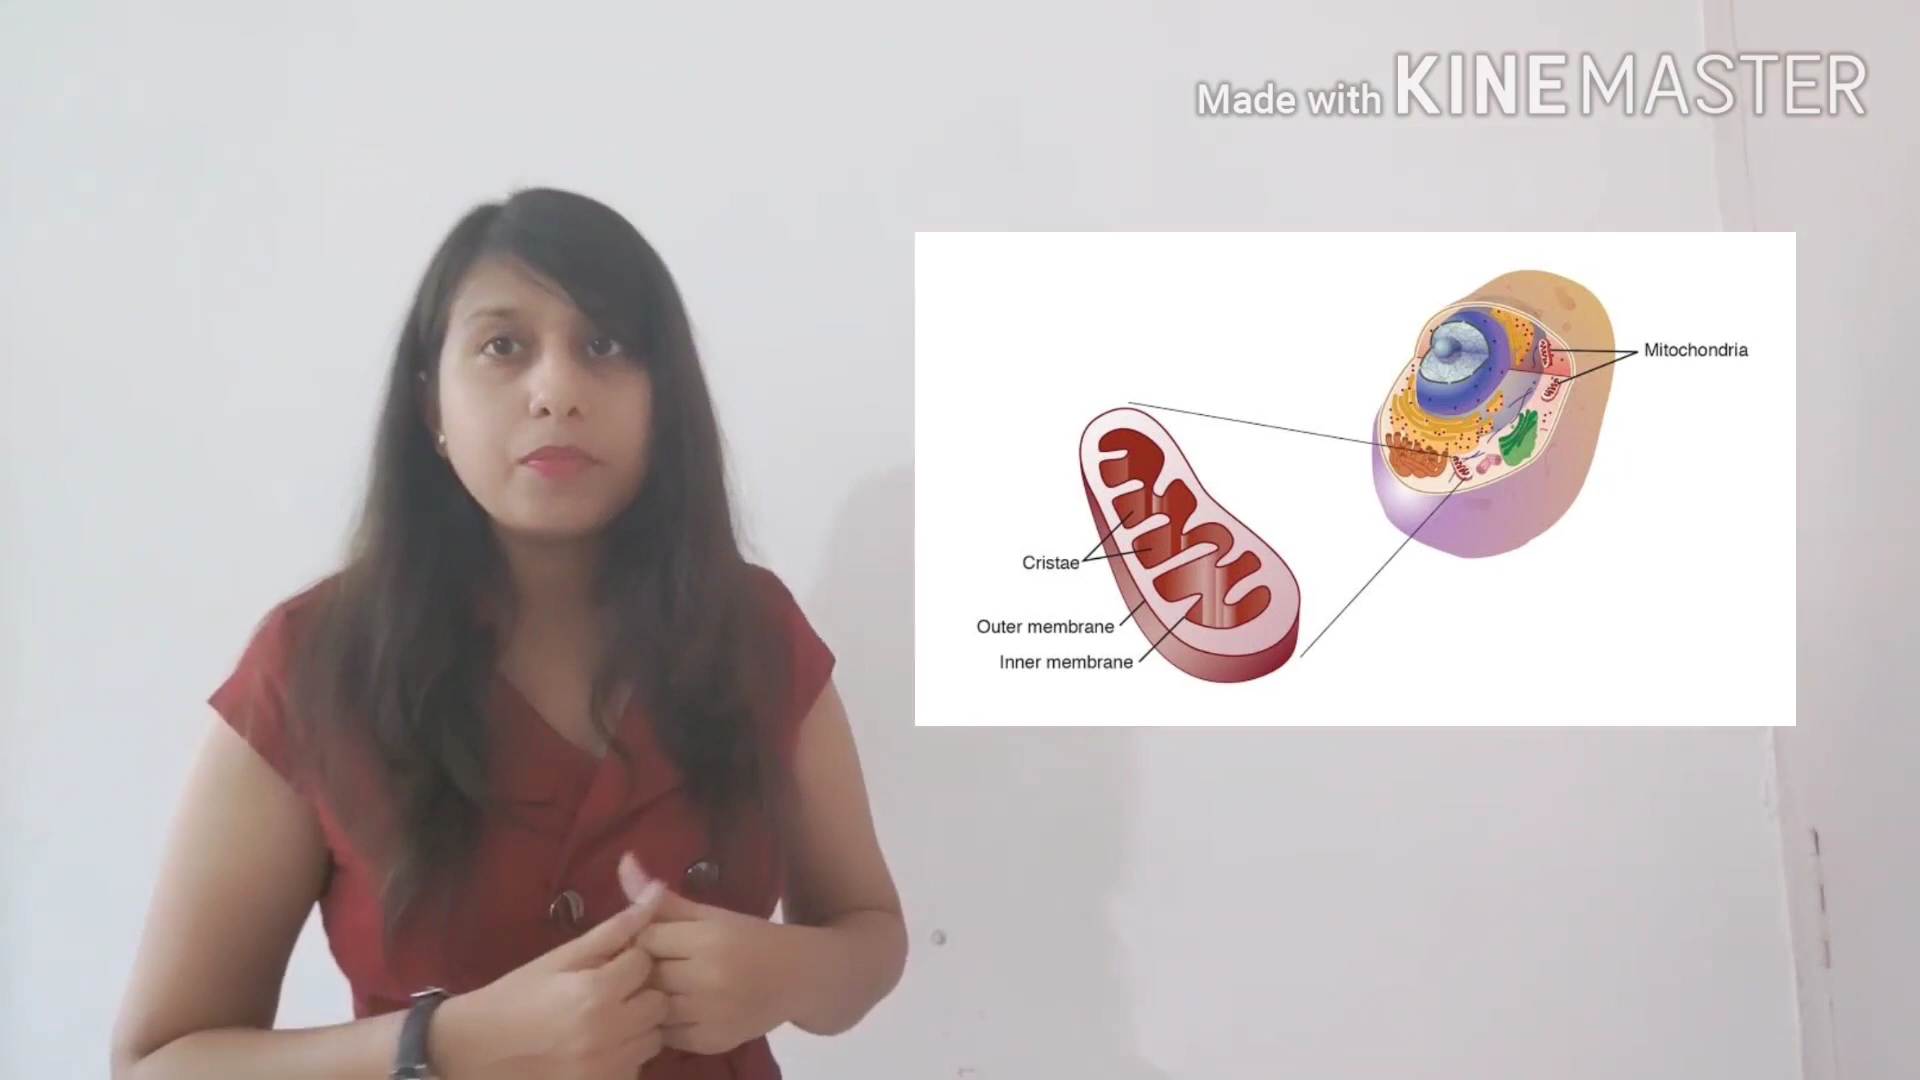 Made with KINEMASTER
Mitochondria
Cristae
Outer membrane
Inner membrane